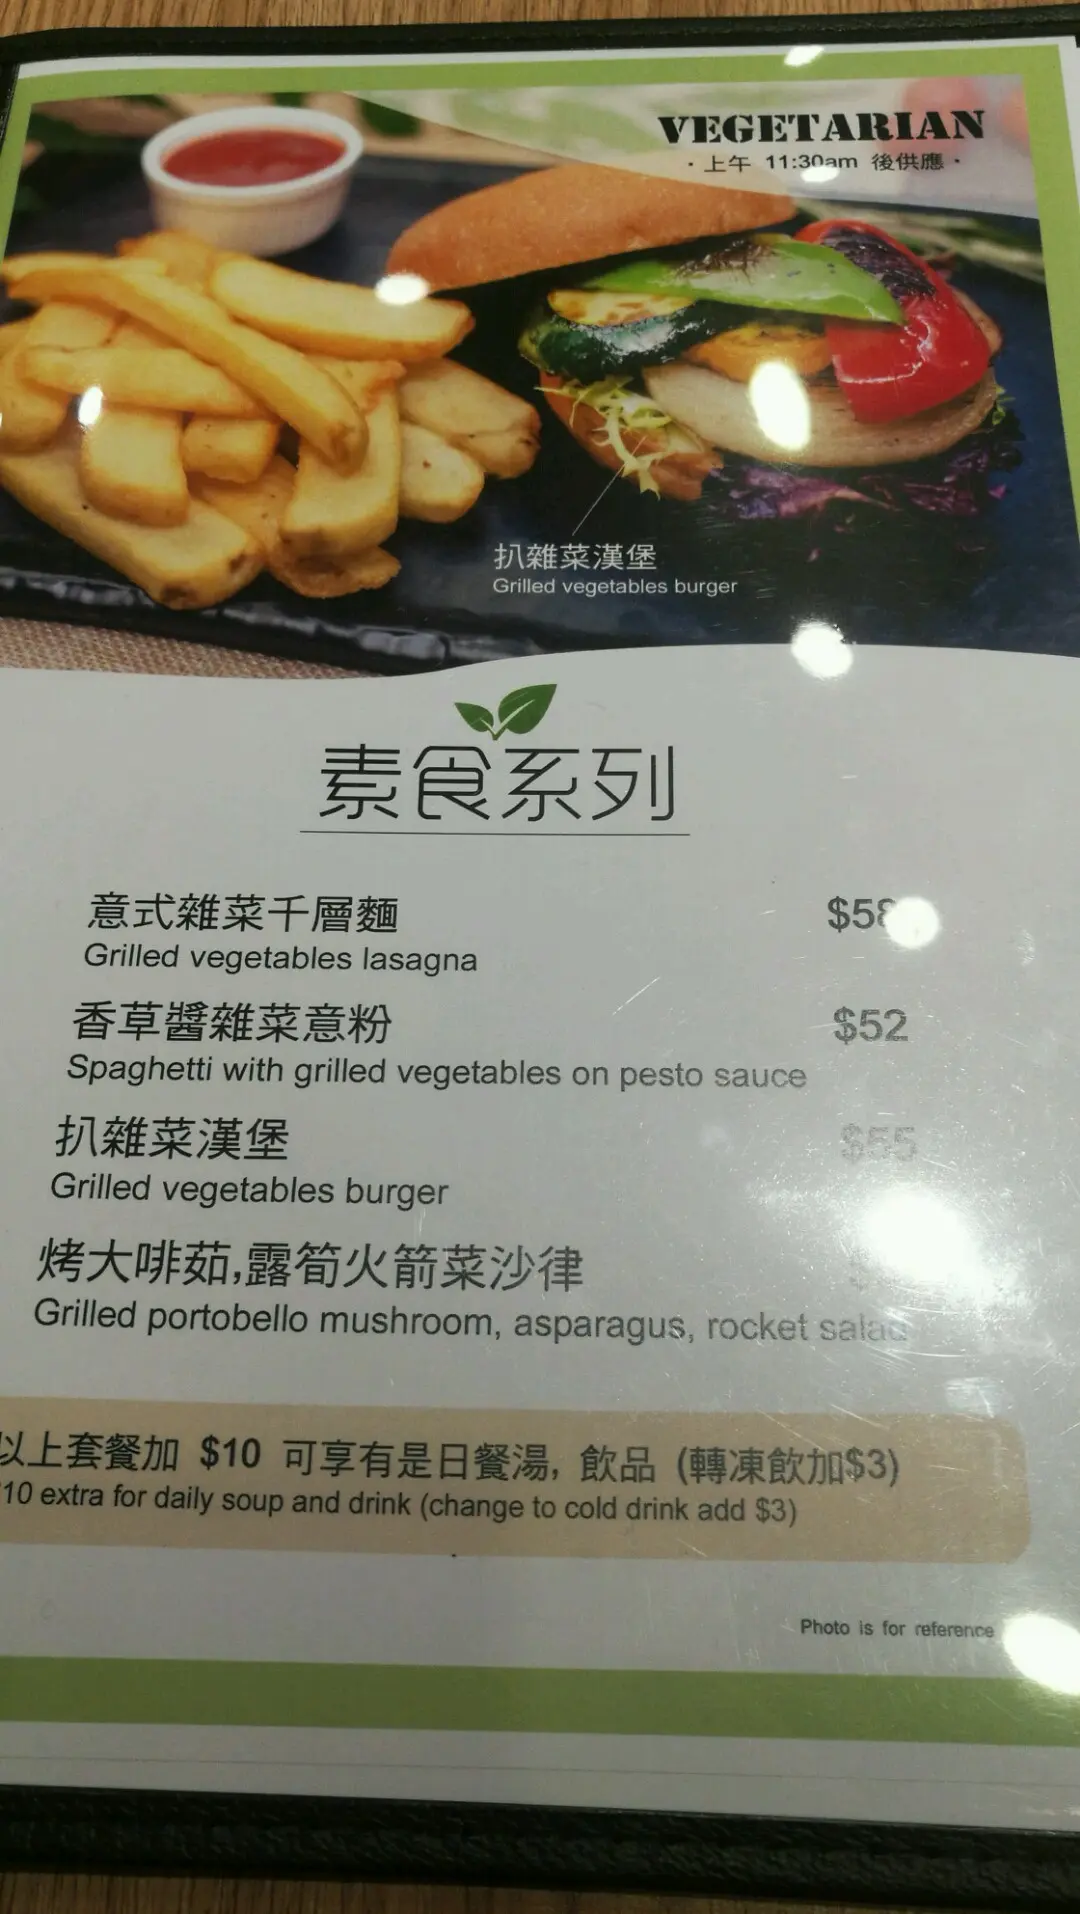 VEGETARIAN
·上午 11:30am 後供應·
扒雜菜漢堡
Grilled vegetables burger
素食系列
意式雜菜千層麵 $58
Grilled vegetables lasagna
香草醬雜菜意粉 $52
Spaghetti with grilled vegetables on pesto sauce
扒雜菜漢堡 $55
Grilled vegetables burger
烤大啡茹,露筍火箭菜沙律
Grilled portobello mushroom, asparagus, rocket salad
以上套餐加 $10 可享有是日餐湯, 飲品 (轉凍飲加$3)
10 extra for daily soup and drink (change to cold drink add $3)
Photo is for reference